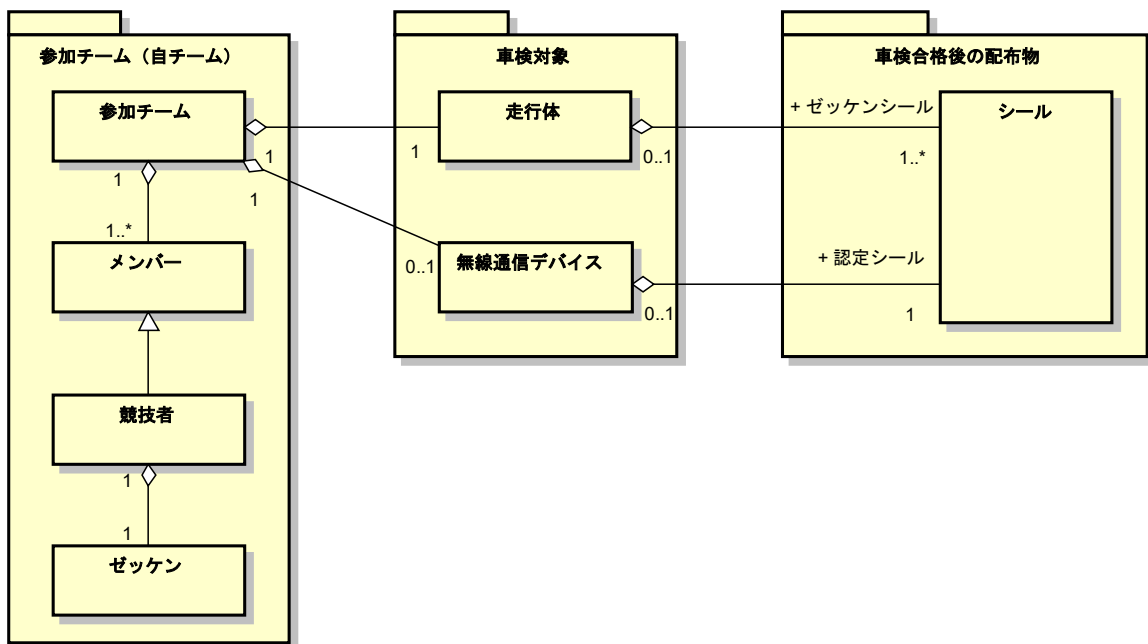 参加チーム（自チーム）
参加チーム
1
1
1
1..*
メンバー
競技者
1
1
ゼッケン
車検対象
走行体
1
0..1
無線通信デバイス
0..1
0..1
車検合格後の配布物
+ ゼッケンシール
シール
1..*
+ 認定シール
1